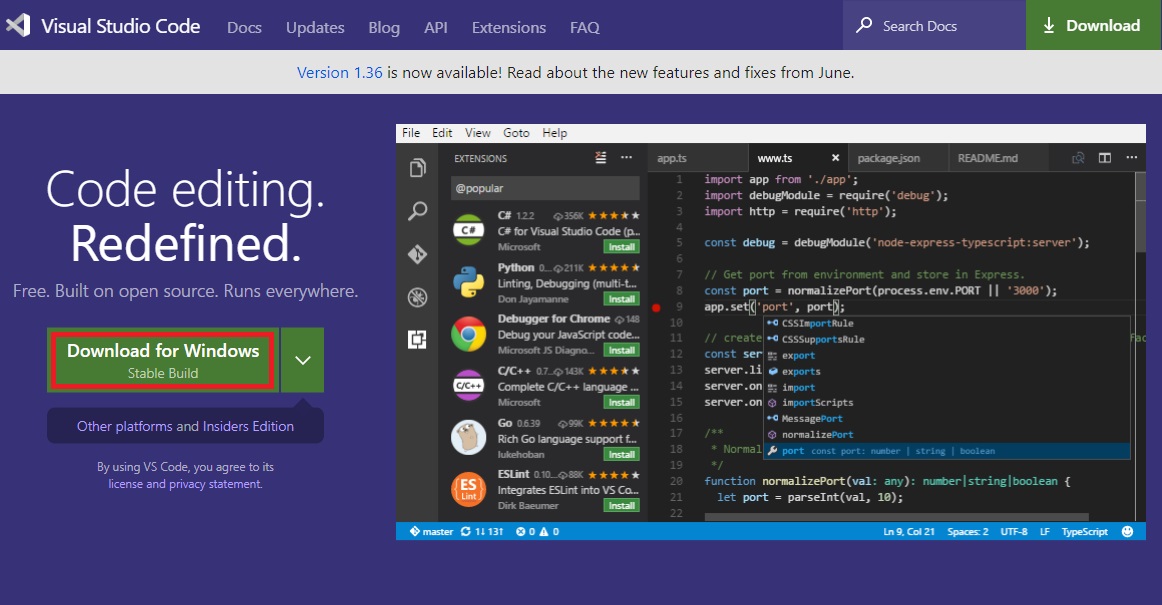 Visual Studio Code Docs Updates Blog API Extensions FAQ Search Docs Download
Version 1.36 is now available! Read about the new features and fixes from June.
Code editing.
Redefined.
Free. Built on open source. Runs everywhere.
Download for Windows
Stable Build
Other platforms and Insiders Edition
By using VS Code, you agree to its
license and privacy statement.
File Edit View Goto Help
EXTENSIONS
@popular
C# 1.2.2 356K
C# for Visual Studio Code (p...
Microsoft Install
Python 0... 211K
Linting, Debugging (multi-t...
Don Jayamanne Install
Debugger for Chrome 148
Debug your JavaScript code...
Microsoft JS Diagno... Install
C/C++ 0.7... 143K
Complete C/C++ language ...
Microsoft Install
Go 0.6.39 99K
Rich Go language support f...
lukehoban Install
ESLint 0.10... 88K
Integrates ESLint into VS Co...
Dirk Baeumer Install
C#
C/C++
ES
Lint
app.ts www.ts package.json README.md
1 import app from './app';
2 import debugModule = require('debug');
3 import http = require('http');
4
5 const debug = debugModule('node-express-typescript:server');
6
7 // Get port from environment and store in Express.
8 const port = normalizePort(process.env.PORT || '3000');
9 app.set('port', port);
10
11 // create
12 const ser
13 server.li
14 server.on
15 server.on
16
17 /**
18 * Normal
19 */
20 function normalizePort(val: any): number|string|boolean {
21 let port = parseInt(val, 10);
22
CSSImportRule
CSSSupportsRule
export
exports
import
importScripts
MessagePort
normalizePort
port const port: number | string | boolean
master 1↓ 13↑ 0 0 Ln 9, Col 21 Spaces: 2 UTF-8 LF TypeScript